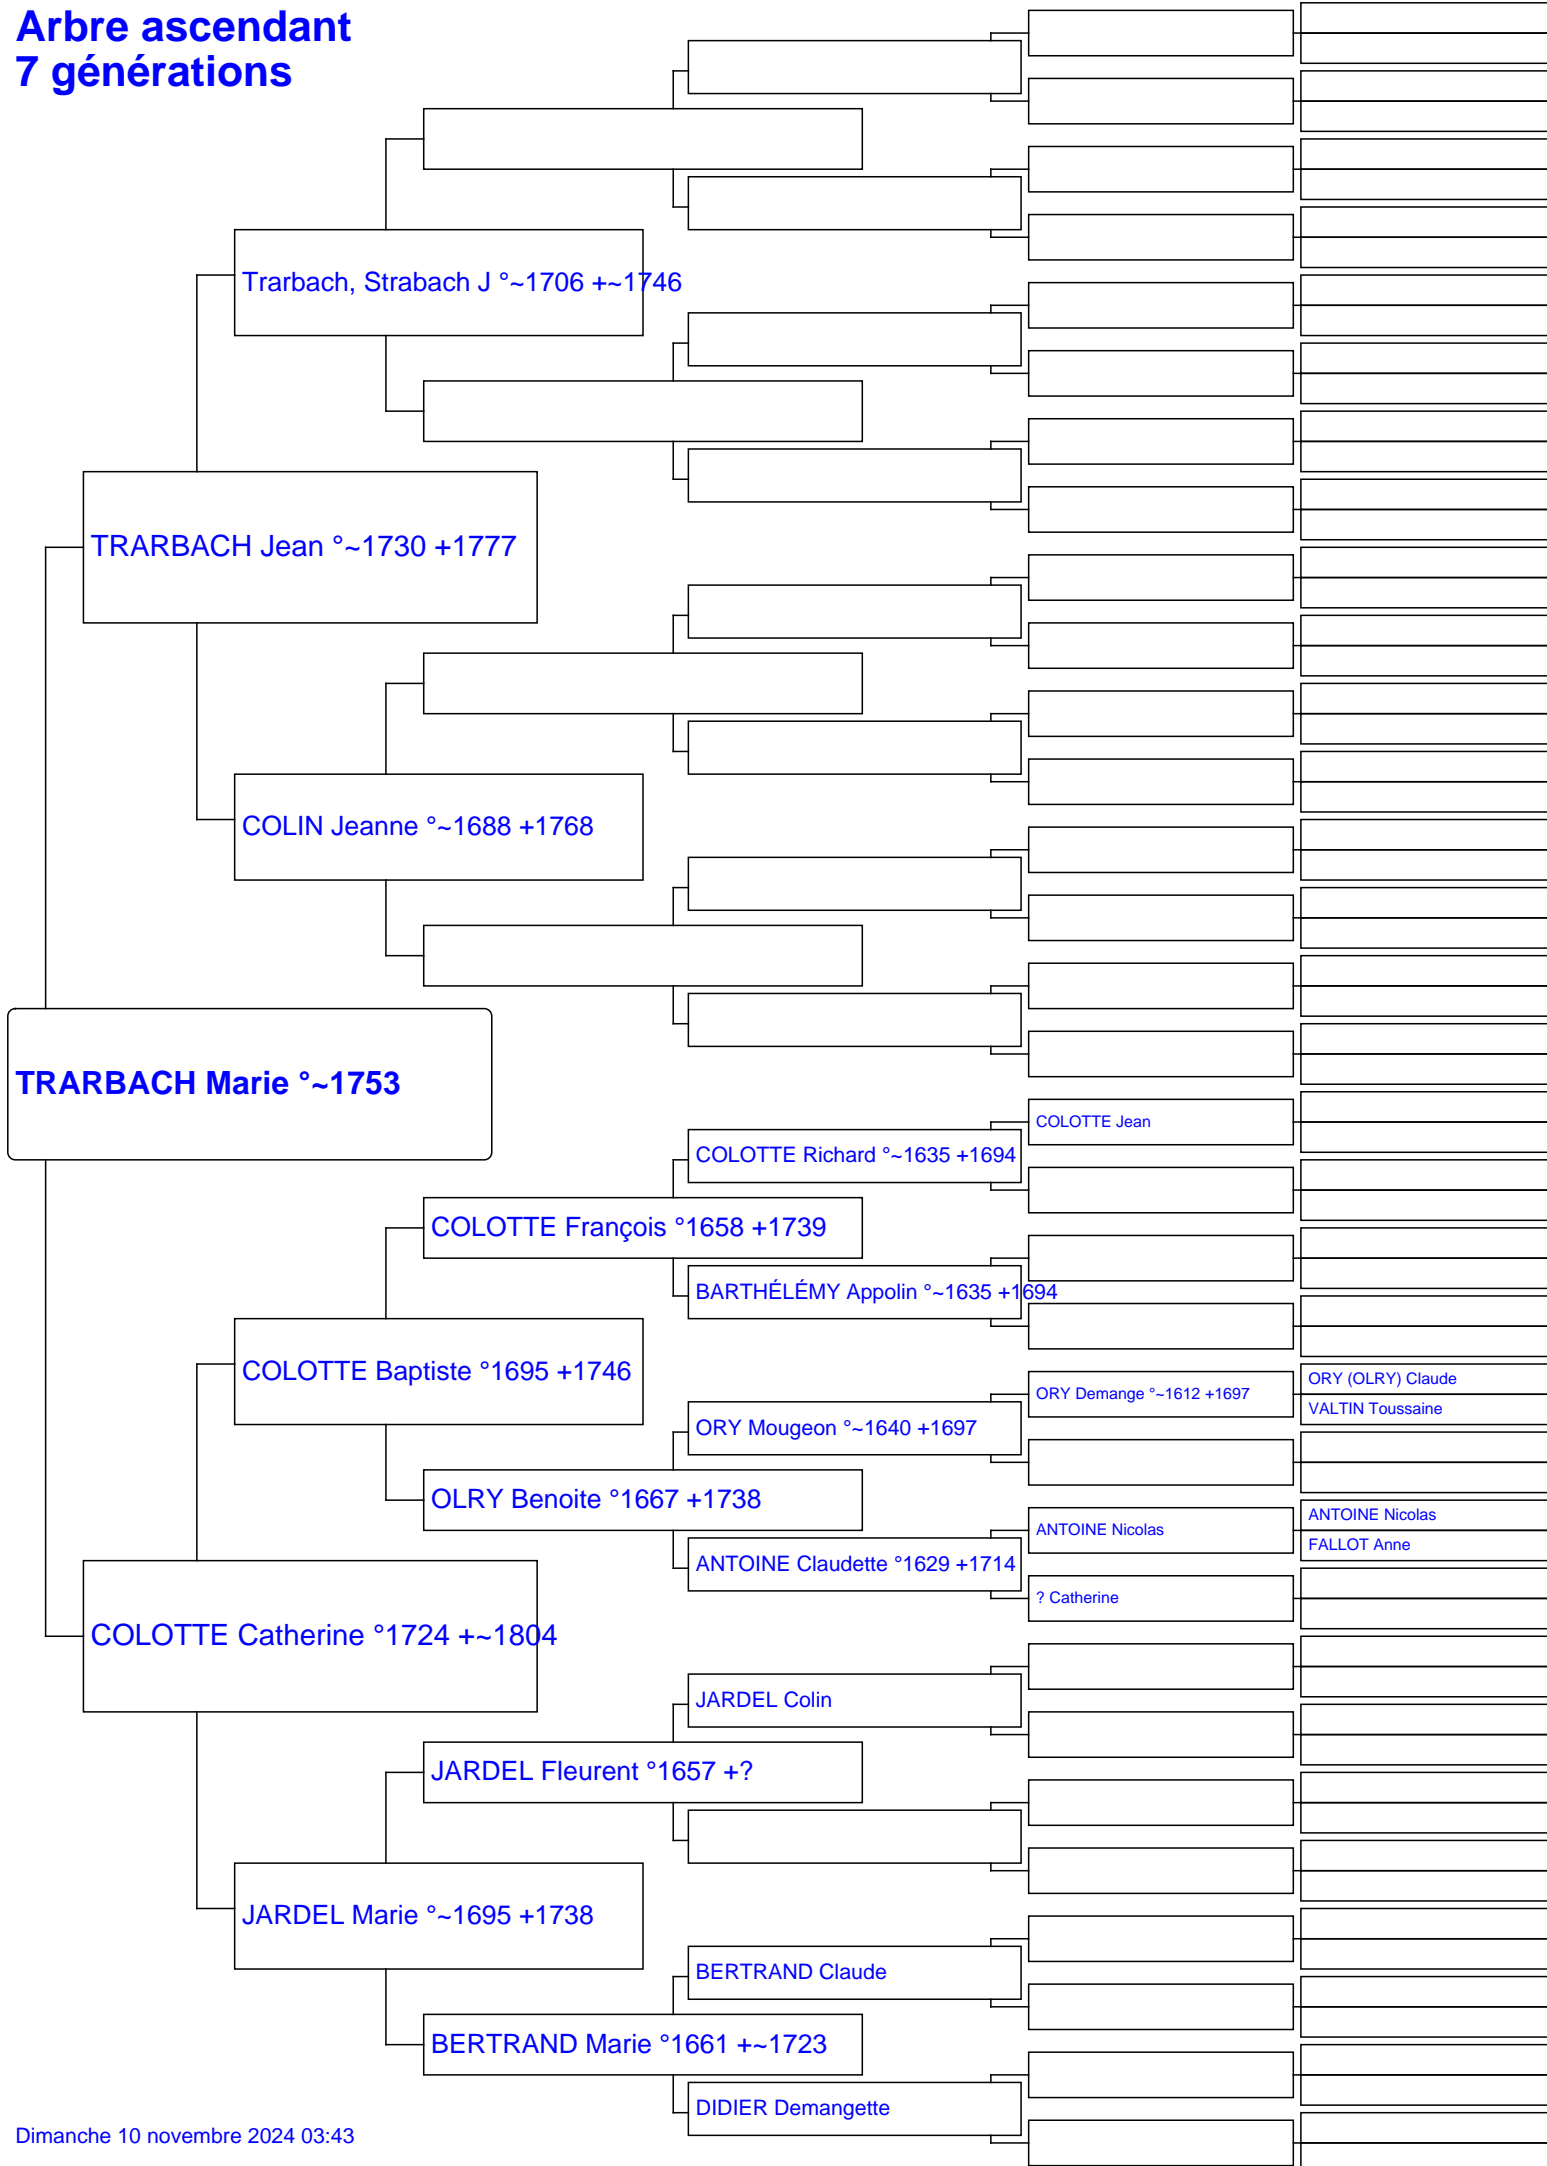 Arbre ascendant
7 générations
Trarbach, Strabach J °~1706 +~1746
TRARBACH Jean °~1730 +1777
COLIN Jeanne °~1688 +1768
TRARBACH Marie °~1753
COLOTTE Jean
COLOTTE Richard °~1635 +1694
COLOTTE François °1658 +1739
BARTHÉLÉMY Appolin °~1635 +1694
COLOTTE Baptiste °1695 +1746
ORY (OLRY) Claude
ORY Demange °~1612 +1697
VALTIN Toussaine
ORY Mougeon °~1640 +1697
OLRY Benoite °1667 +1738
ANTOINE Nicolas
ANTOINE Nicolas
FALLOT Anne
ANTOINE Claudette °1629 +1714
? Catherine
COLOTTE Catherine °1724 +~1804
JARDEL Colin
JARDEL Fleurent °1657 +?
JARDEL Marie °~1695 +1738
BERTRAND Claude
BERTRAND Marie °1661 +~1723
DIDIER Demangette
Dimanche 10 novembre 2024 03:43